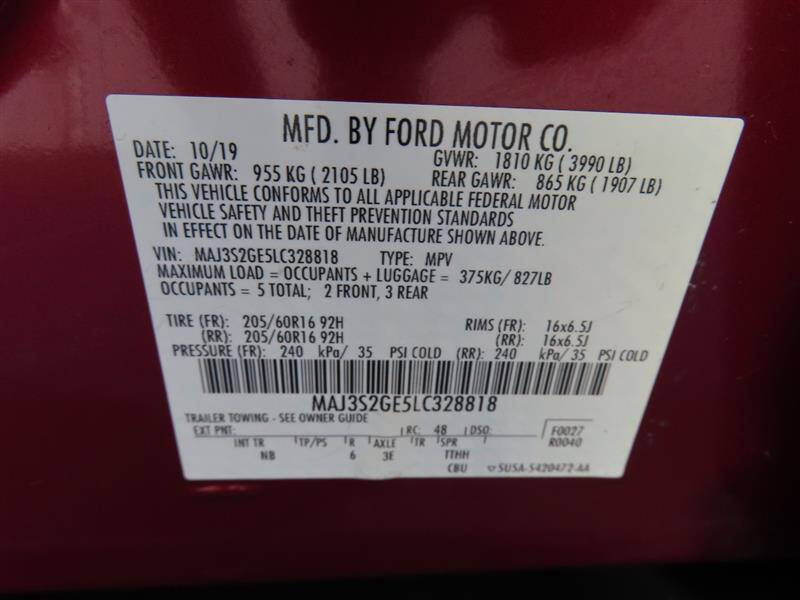 MFD. BY FORD MOTOR CO.
DATE: 10/19 GVWR: 1810 KG ( 3990 LB)
FRONT GAWR: 955 KG ( 2105 LB) REAR GAWR: 865 KG ( 1907 LB)
THIS VEHICLE CONFORMS TO ALL APPLICABLE FEDERAL MOTOR
VEHICLE SAFETY AND THEFT PREVENTION STANDARDS
IN EFFECT ON THE DATE OF MANUFACTURE SHOWN ABOVE.
VIN: MAJ3S2GE5LC328818 TYPE: MPV
MAXIMUM LOAD = OCCUPANTS + LUGGAGE = 375KG/ 827LB
OCCUPANTS = 5 TOTAL; 2 FRONT, 3 REAR
TIRE (FR): 205/60R16 92H RIMS (FR): 16x6.5J
(RR): 205/60R16 92H (RR): 16x6.5J
PRESSURE (FR): 240 kPa/ 35 PSI COLD (RR): 240 kPa/ 35 PSI COLD
MAJ3S2GE5LC328818
TRAILER TOWING - SEE OWNER GUIDE
EXT PNT: RC: 48 DSO: F0027
R0040
INT TR TP/PS R AXLE TR SPR
NB 6 3E TTHH
CBU 5USA-5420472-AA